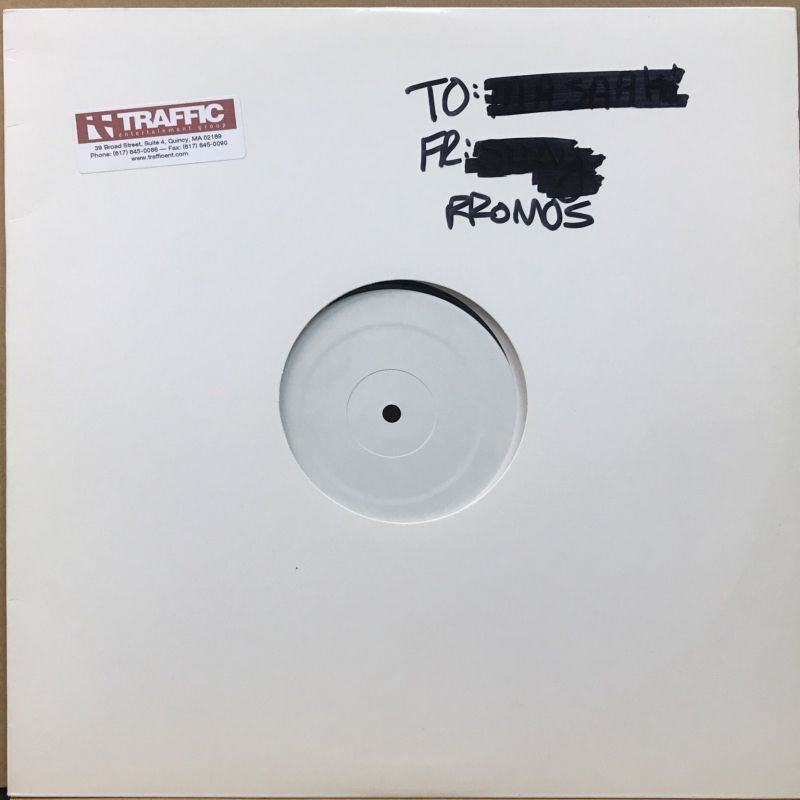 TRAFFIC
entertainment group
39 Broad Street, Suite 4, Quincy, MA 02169
Phone: (617) 845-0088 — Fax: (617) 845-0090
www.trafficent.com
TO:
FR:
PROMOS